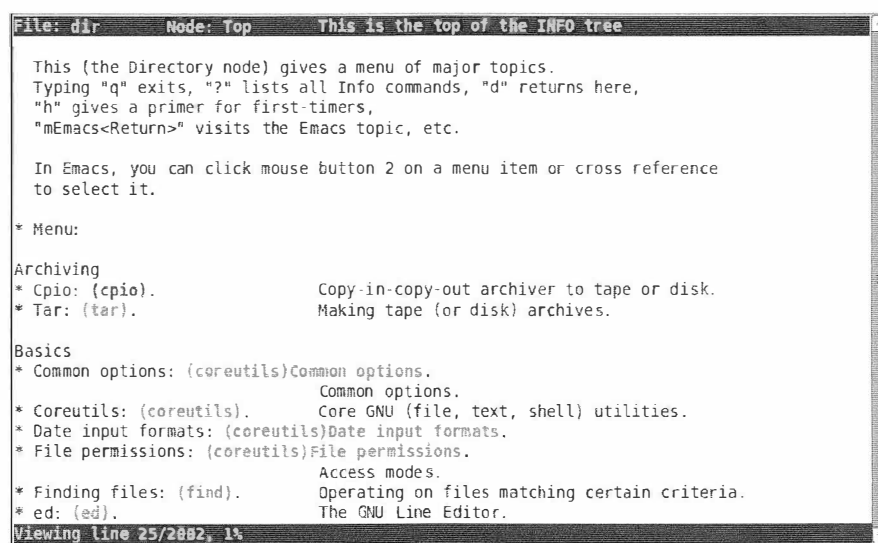 File: dir Node: Top This is the top of the INFO tree
This (the Directory node) gives a menu of major topics.
Typing "q" exits, "?" lists all Info commands, "d" returns here,
"h" gives a primer for first-timers,
"mEmacs<Return>" visits the Emacs topic, etc.
In Emacs, you can click mouse button 2 on a menu item or cross reference
to select it.
* Menu:
Archiving
* Cpio: (cpio). Copy-in-copy-out archiver to tape or disk.
* Tar: (tar). Making tape (or disk) archives.
Basics
* Common options: (coreutils)Common options.
Common options.
* Coreutils: (coreutils). Core GNU (file, text, shell) utilities.
* Date input formats: (coreutils)Date input formats.
* File permissions: (coreutils)File permissions.
Access modes.
* Finding files: (find). Operating on files matching certain criteria.
* ed: (ed). The GNU Line Editor.
Viewing line 25/2002, 1%